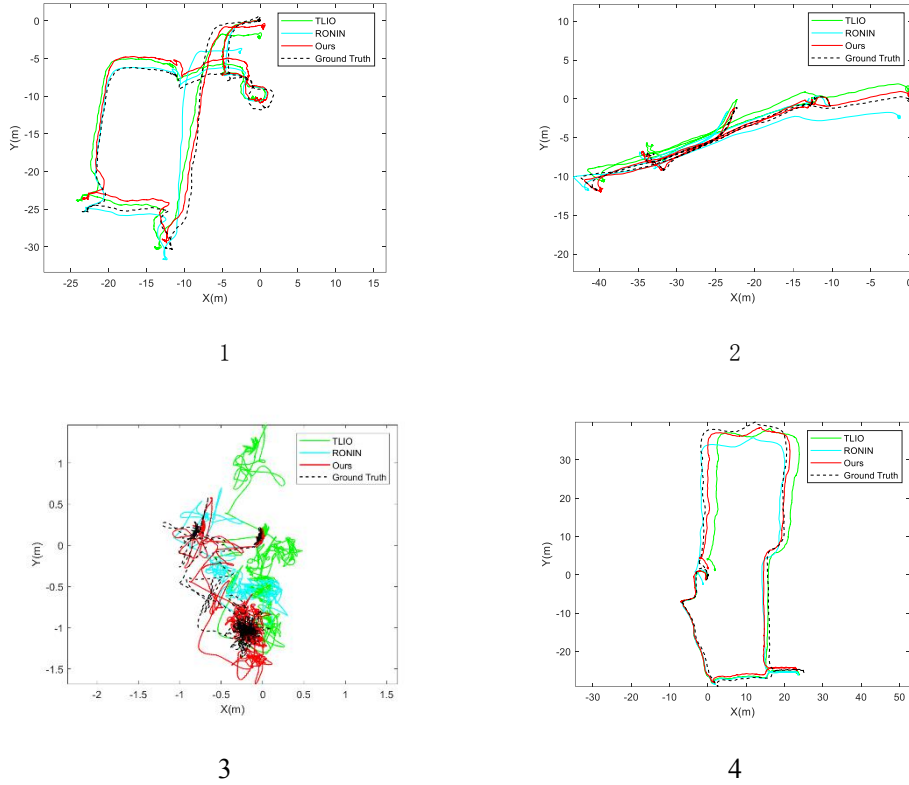 TLIO
RONIN
Ours
Ground Truth
0
-5
-10
-15
-20
-25
-30
Y(m)
-25 -20 -15 -10 -5 0 5 10 15
X(m)
1
TLIO
RONIN
Ours
Ground Truth
10
5
0
-5
-10
-15
-20
Y(m)
-40 -35 -30 -25 -20 -15 -10 -5 0
X(m)
2
TLIO
RONIN
Ours
Ground Truth
1
0.5
0
-0.5
-1
-1.5
Y(m)
-2 -1.5 -1 -0.5 0 0.5 1 1.5
X(m)
3
TLIO
RONIN
Ours
Ground Truth
30
20
10
0
-10
-20
Y(m)
-30 -20 -10 0 10 20 30 40 50
X(m)
4